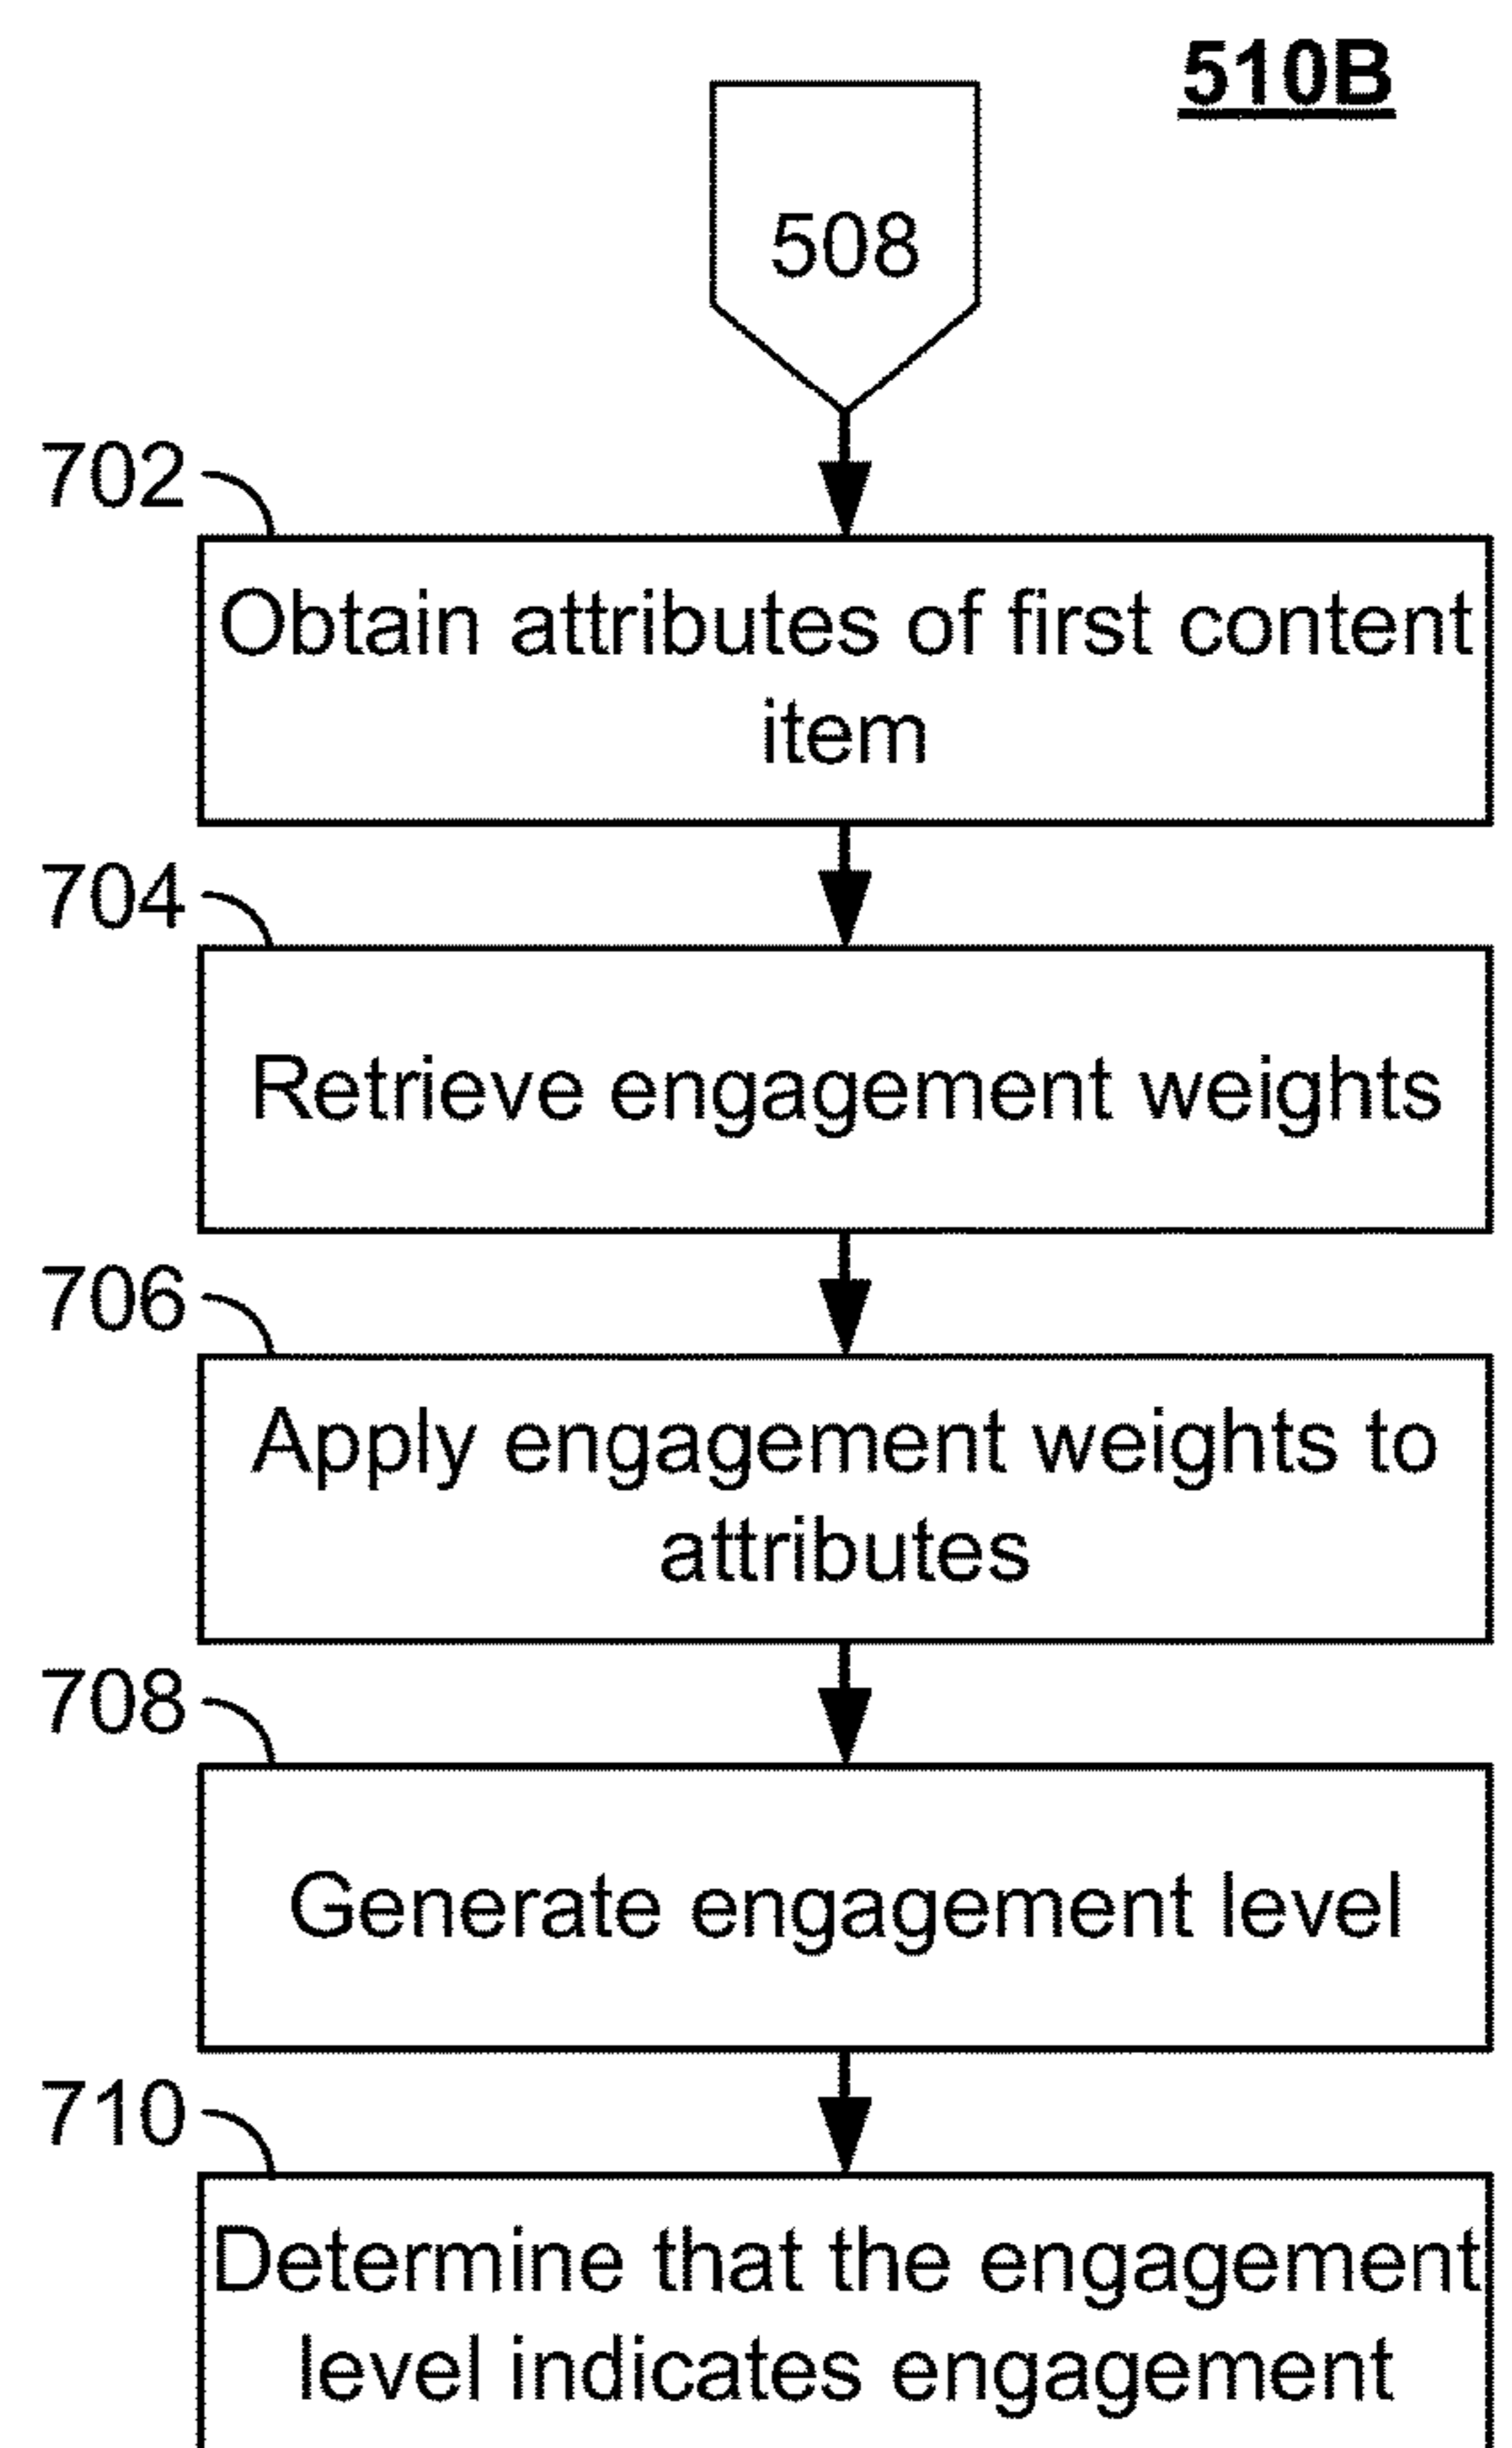 510B
508
702
Obtain attributes of first content
item
704
Retrieve engagement weights
706
Apply engagement weights to
attributes
708
Generate engagement level
710
Determine that the engagement
level indicates engagement